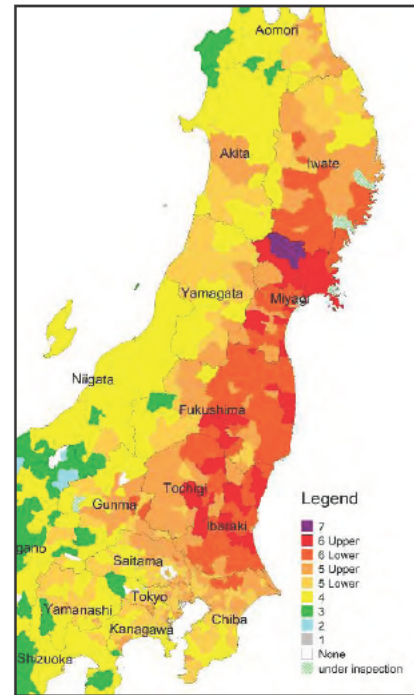 Aomori
Akita
Iwate
Yamagata
Miyagi
Niigata
Fukushima
Tochigi
Gunma
Ibaraki
Saitama
gano
Tokyo
Yamanashi
Kanagawa
Chiba
Shizuoka
Legend
7
6 Upper
6 Lower
5 Upper
5 Lower
4
3
2
1
None
under inspection